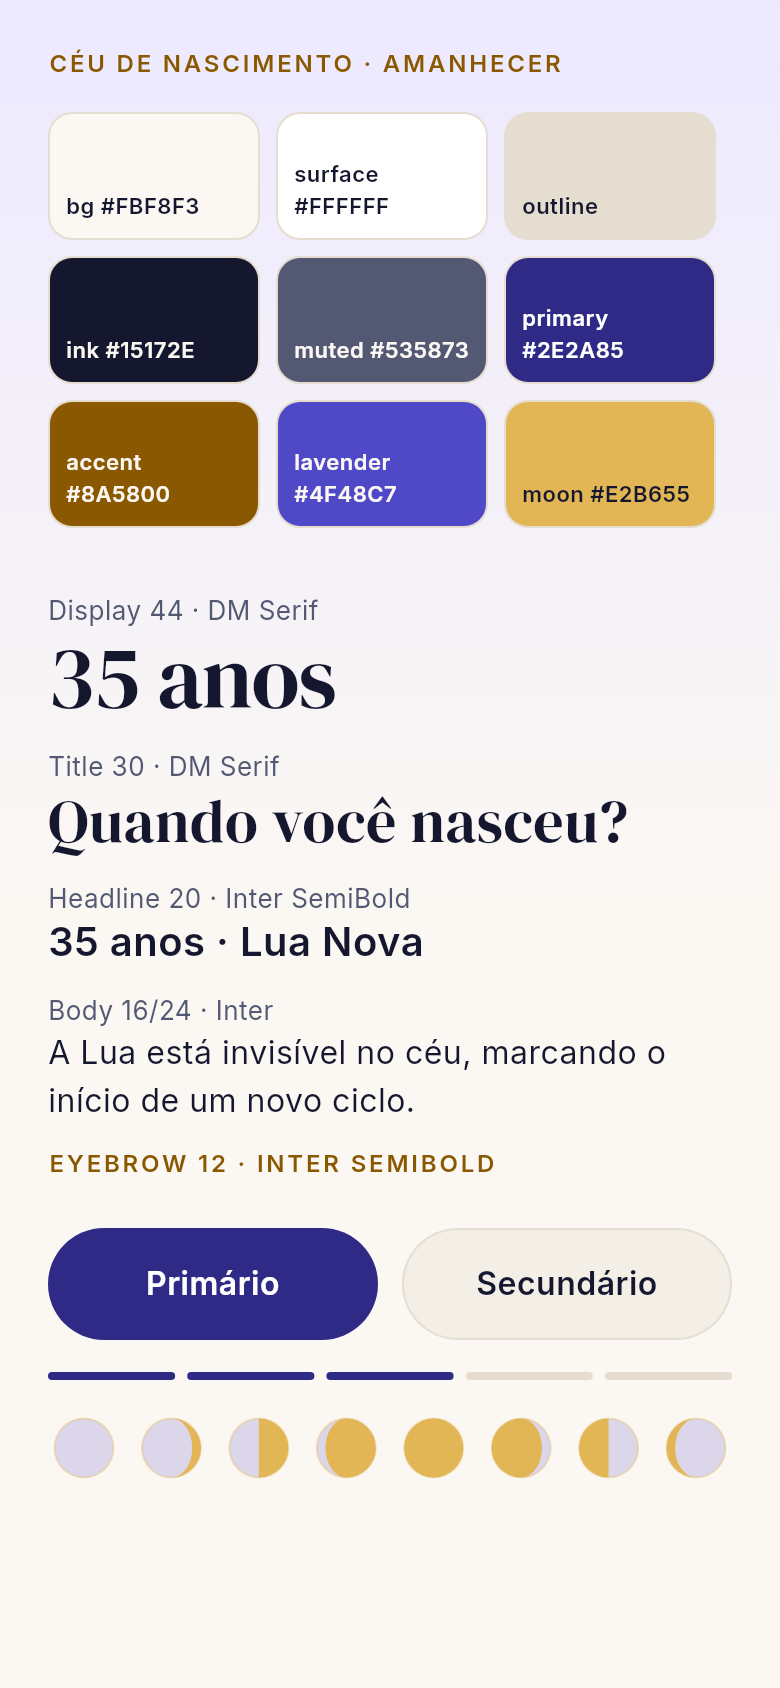 CÉU DE NASCIMENTO · AMANHECER
bg #FBF8F3
surface
#FFFFFF
outline
ink #15172E
muted #535873
primary
#2E2A85
accent
#8A5800
lavender
#4F48C7
moon #E2B655
Display 44 · DM Serif
35 anos
Title 30 · DM Serif
Quando você nasceu?
Headline 20 · Inter SemiBold
35 anos · Lua Nova
Body 16/24 · Inter
A Lua está invisível no céu, marcando o
início de um novo ciclo.
EYEBROW 12 · INTER SEMIBOLD
Primário
Secundário